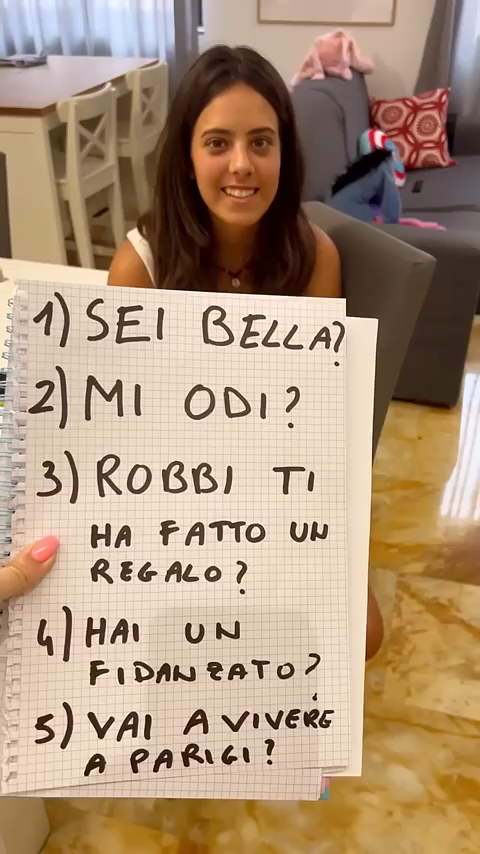 1) SEI BELLA?
2) MI ODI?
3) ROBBI TI
HA FATTO UN
REGALO?
4) HAI UN
FIDANZATO?
5) VAI A VIVERE
A PARIGI?